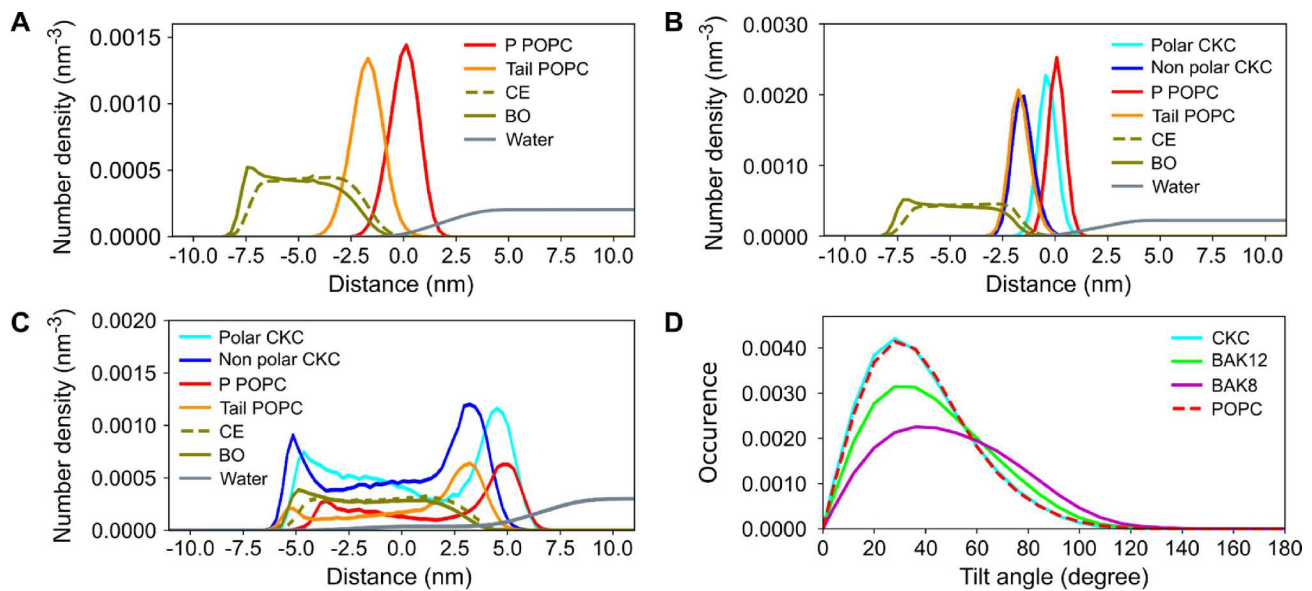 A
Number density (nm⁻³)
0.0015
0.0010
0.0005
0.0000
P POPC
Tail POPC
CE
BO
Water
-10.0 -7.5 -5.0 -2.5 0.0 2.5 5.0 7.5 10.0
Distance (nm)
B
Number density (nm⁻³)
0.0030
0.0020
0.0010
0.0000
Polar CKC
Non polar CKC
P POPC
Tail POPC
CE
BO
Water
-10.0 -7.5 -5.0 -2.5 0.0 2.5 5.0 7.5 10.0
Distance (nm)
C
Number density (nm⁻³)
0.0020
0.0015
0.0010
0.0005
0.0000
Polar CKC
Non polar CKC
P POPC
Tail POPC
CE
BO
Water
-10.0 -7.5 -5.0 -2.5 0.0 2.5 5.0 7.5 10.0
Distance (nm)
D
Occurence
0.0040
0.0030
0.0020
0.0010
0.0000
CKC
BAK12
BAK8
POPC
0 20 40 60 80 100 120 140 160 180
Tilt angle (degree)